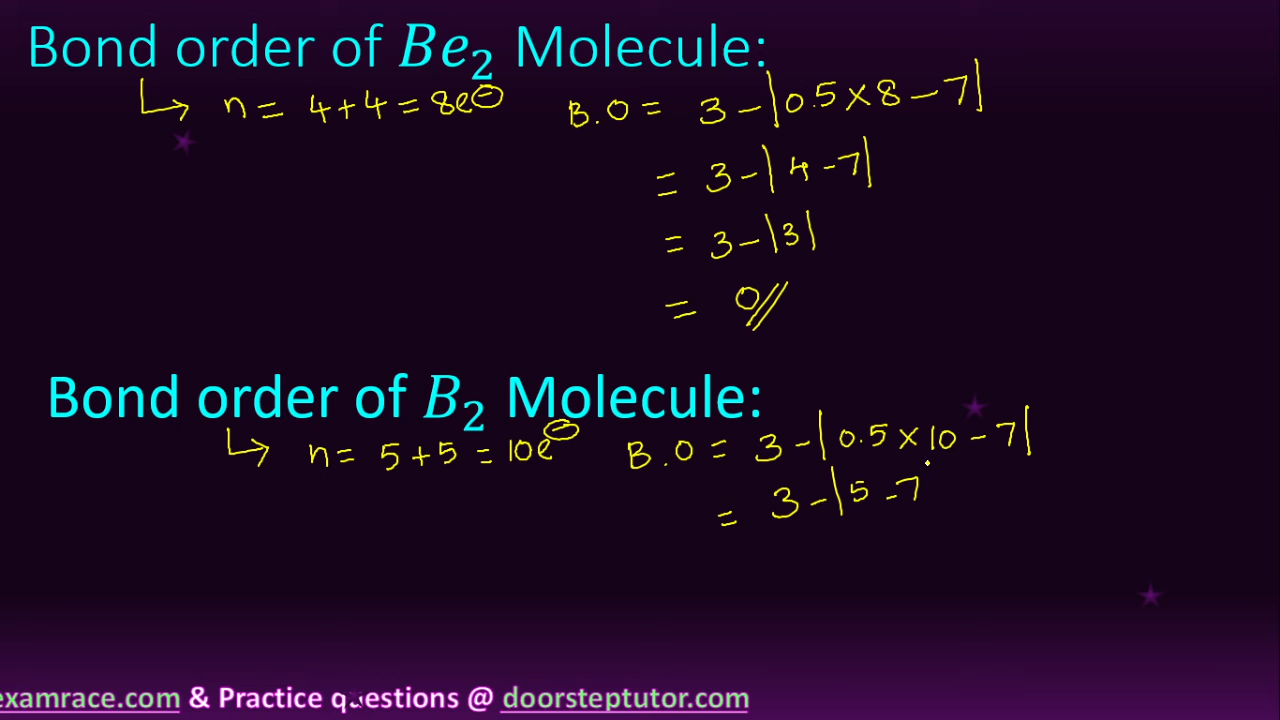 Bond order of Be₂ Molecule:
↳ n = 4+4 = 8e⊖ B.O = 3-|0.5×8-7|
= 3-|4-7|
= 3-|3|
= 0//
Bond order of B₂ Molecule:
↳ n = 5+5 = 10e⊖ B.O = 3-|0.5×10-7|
= 3-|5-7
examrace.com & Practice questions @ doorsteptutor.com